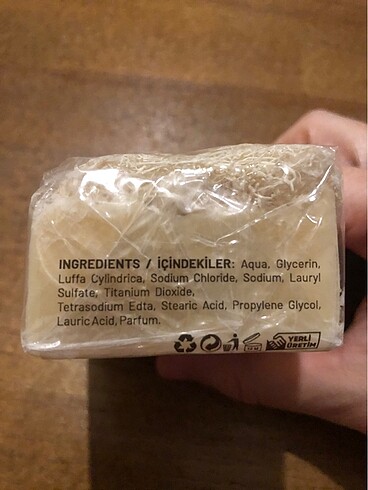 INGREDIENTS / İÇİNDEKİLER: Aqua, Glycerin,
Luffa Cylindrica, Sodium Chloride, Sodium, Lauryl
Sulfate, Titanium Dioxide,
Tetrasodium Edta, Stearic Acid, Propylene Glycol,
Lauric Acid, Parfum.
YERLİ
ÜRETİM